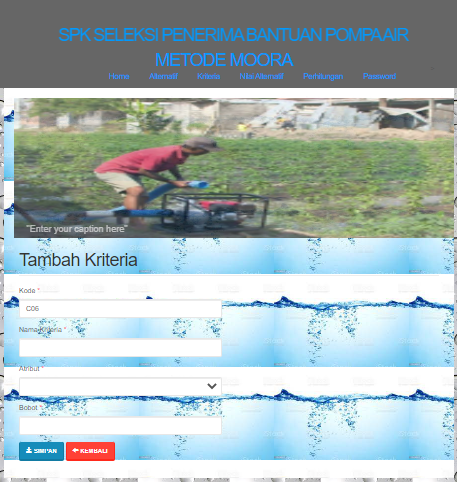 SPK SELEKSI PENERIMA BANTUAN POMPA AIR
METODE MOORA
Home Alternatif Kriteria Nilai Alternatif Perhitungan Password
"Enter your caption here"
Tambah Kriteria
Kode *
C06
Nama Kriteria *
Atribut *
Bobot *
SIMPAN KEMBALI